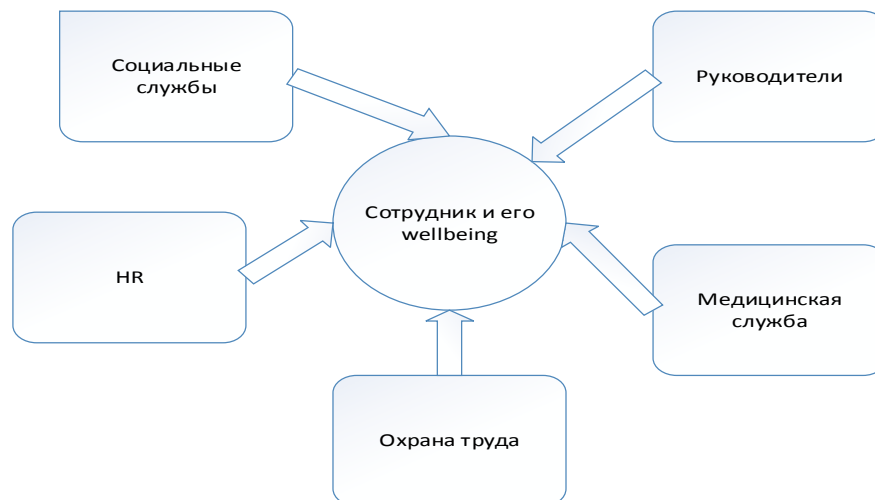 Социальные
службы
Руководители
Сотрудник и его
wellbeing
HR
Медицинская
служба
Охрана труда